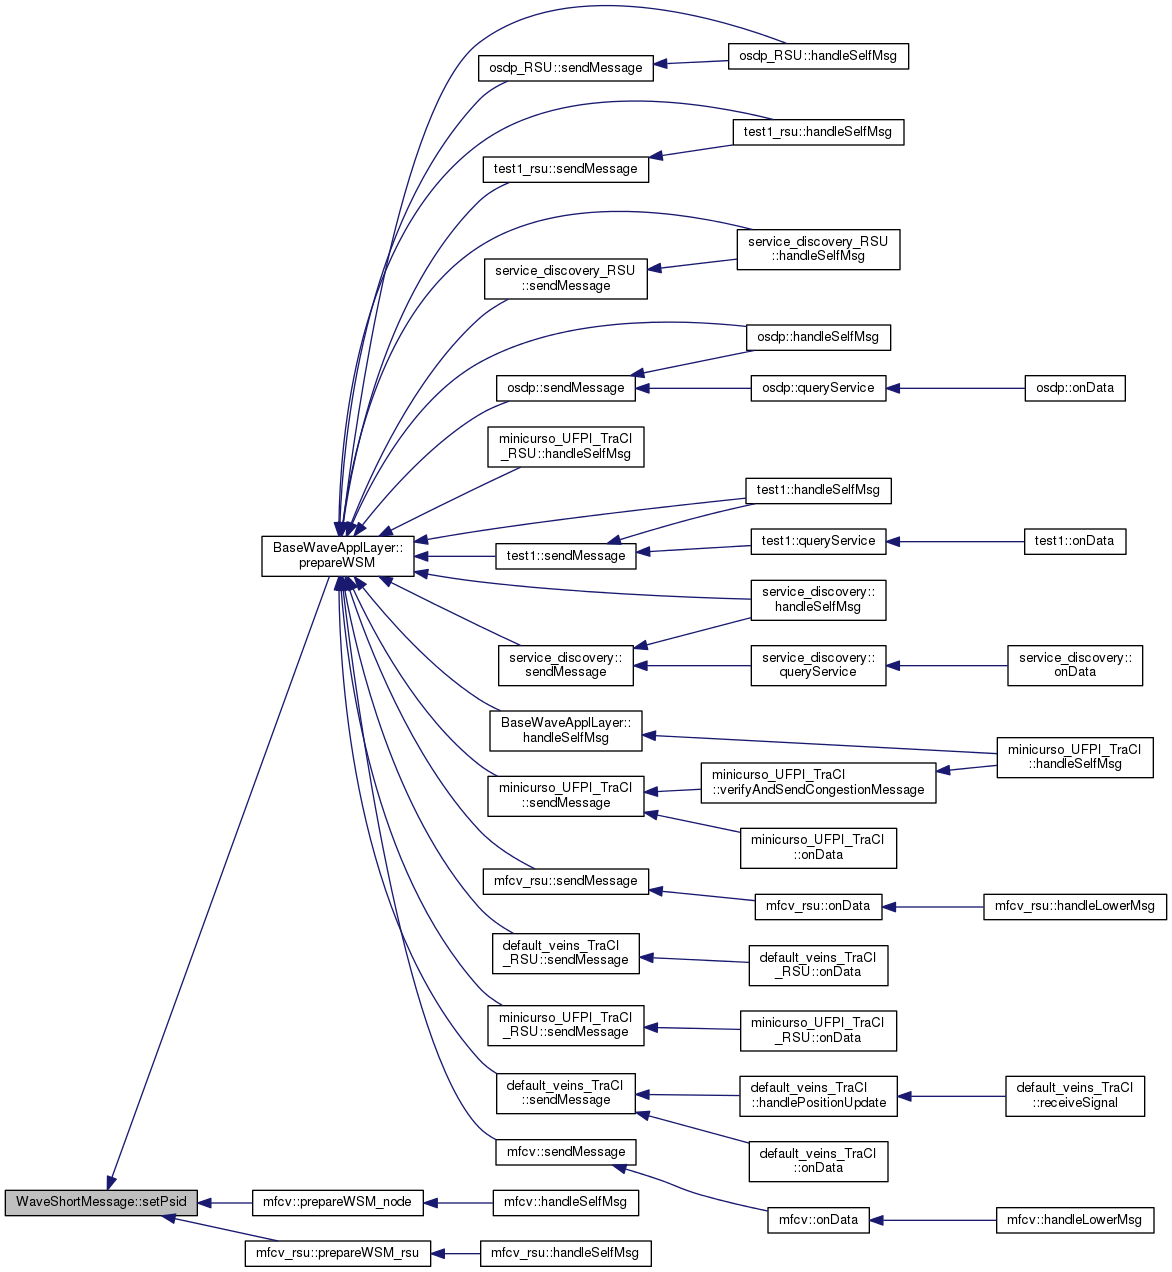 osdp_RSU::handleSelfMsg
osdp_RSU::sendMessage
test1_rsu::handleSelfMsg
test1_rsu::sendMessage
service_discovery_RSU
::handleSelfMsg
service_discovery_RSU
::sendMessage
osdp::handleSelfMsg
osdp::sendMessage
osdp::queryService
osdp::onData
minicurso_UFPI_TraCI
_RSU::handleSelfMsg
test1::handleSelfMsg
BaseWaveApplLayer::
prepareWSM
test1::sendMessage
test1::queryService
test1::onData
service_discovery::
handleSelfMsg
service_discovery::
sendMessage
service_discovery::
queryService
service_discovery::
onData
BaseWaveApplLayer::
handleSelfMsg
minicurso_UFPI_TraCI
::handleSelfMsg
minicurso_UFPI_TraCI
::sendMessage
minicurso_UFPI_TraCI
::verifyAndSendCongestionMessage
minicurso_UFPI_TraCI
::onData
mfcv_rsu::sendMessage
mfcv_rsu::onData
mfcv_rsu::handleLowerMsg
default_veins_TraCI
_RSU::sendMessage
default_veins_TraCI
_RSU::onData
minicurso_UFPI_TraCI
_RSU::sendMessage
minicurso_UFPI_TraCI
_RSU::onData
default_veins_TraCI
::sendMessage
default_veins_TraCI
::handlePositionUpdate
default_veins_TraCI
::receiveSignal
default_veins_TraCI
::onData
mfcv::sendMessage
WaveShortMessage::setPsid
mfcv::prepareWSM_node
mfcv::handleSelfMsg
mfcv::onData
mfcv::handleLowerMsg
mfcv_rsu::prepareWSM_rsu
mfcv_rsu::handleSelfMsg